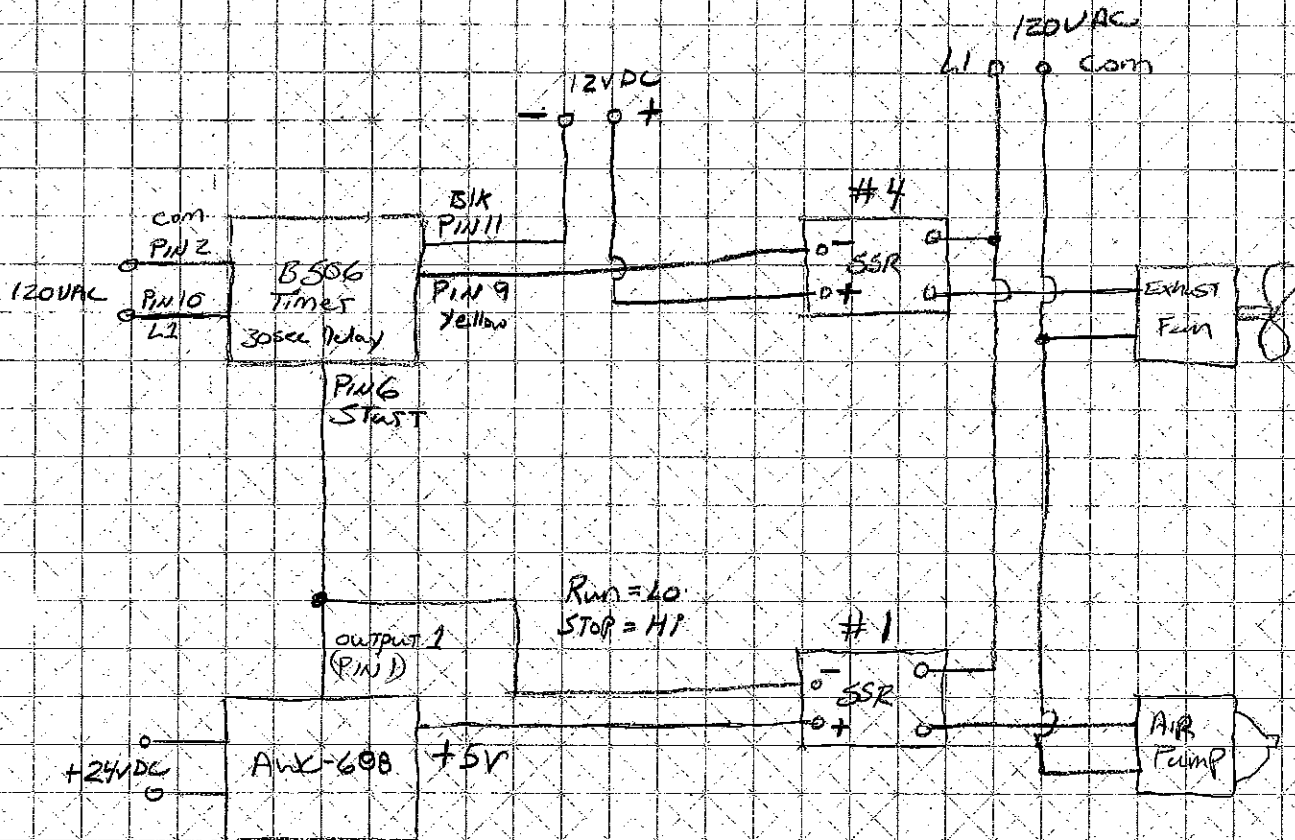 120VAC
L1
com
12VDC
-
+
Blk
PIN 11
PIN 9
Yellow
com
PIN 2
120VAC
PIN 10
L1
B506
Timer
30sec Delay
PIN 6
START
#4
-
SSR
+
EXHUST
Fan
Run = LO
STOP = HI
output 1
(PIN 1)
#1
-
SSR
+
+24VDC
+5V
AIR
Pump